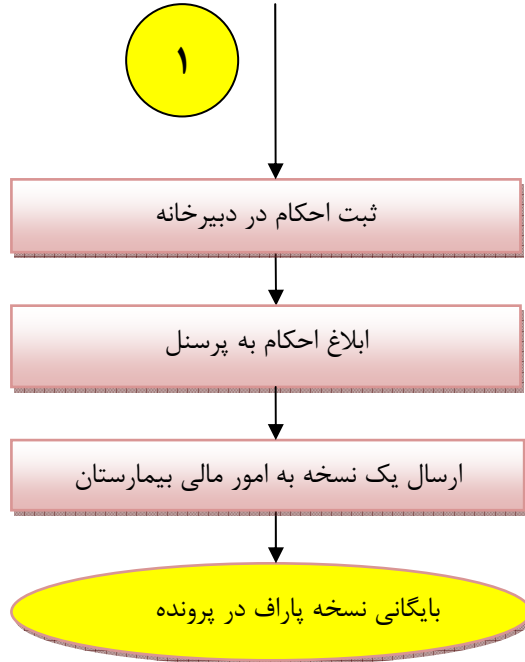 ۱
ثبت احکام در دبیرخانه
ابلاغ احکام به پرسنل
ارسال یک نسخه به امور مالی بیمارستان
بایگانی نسخه پاراف در پرونده